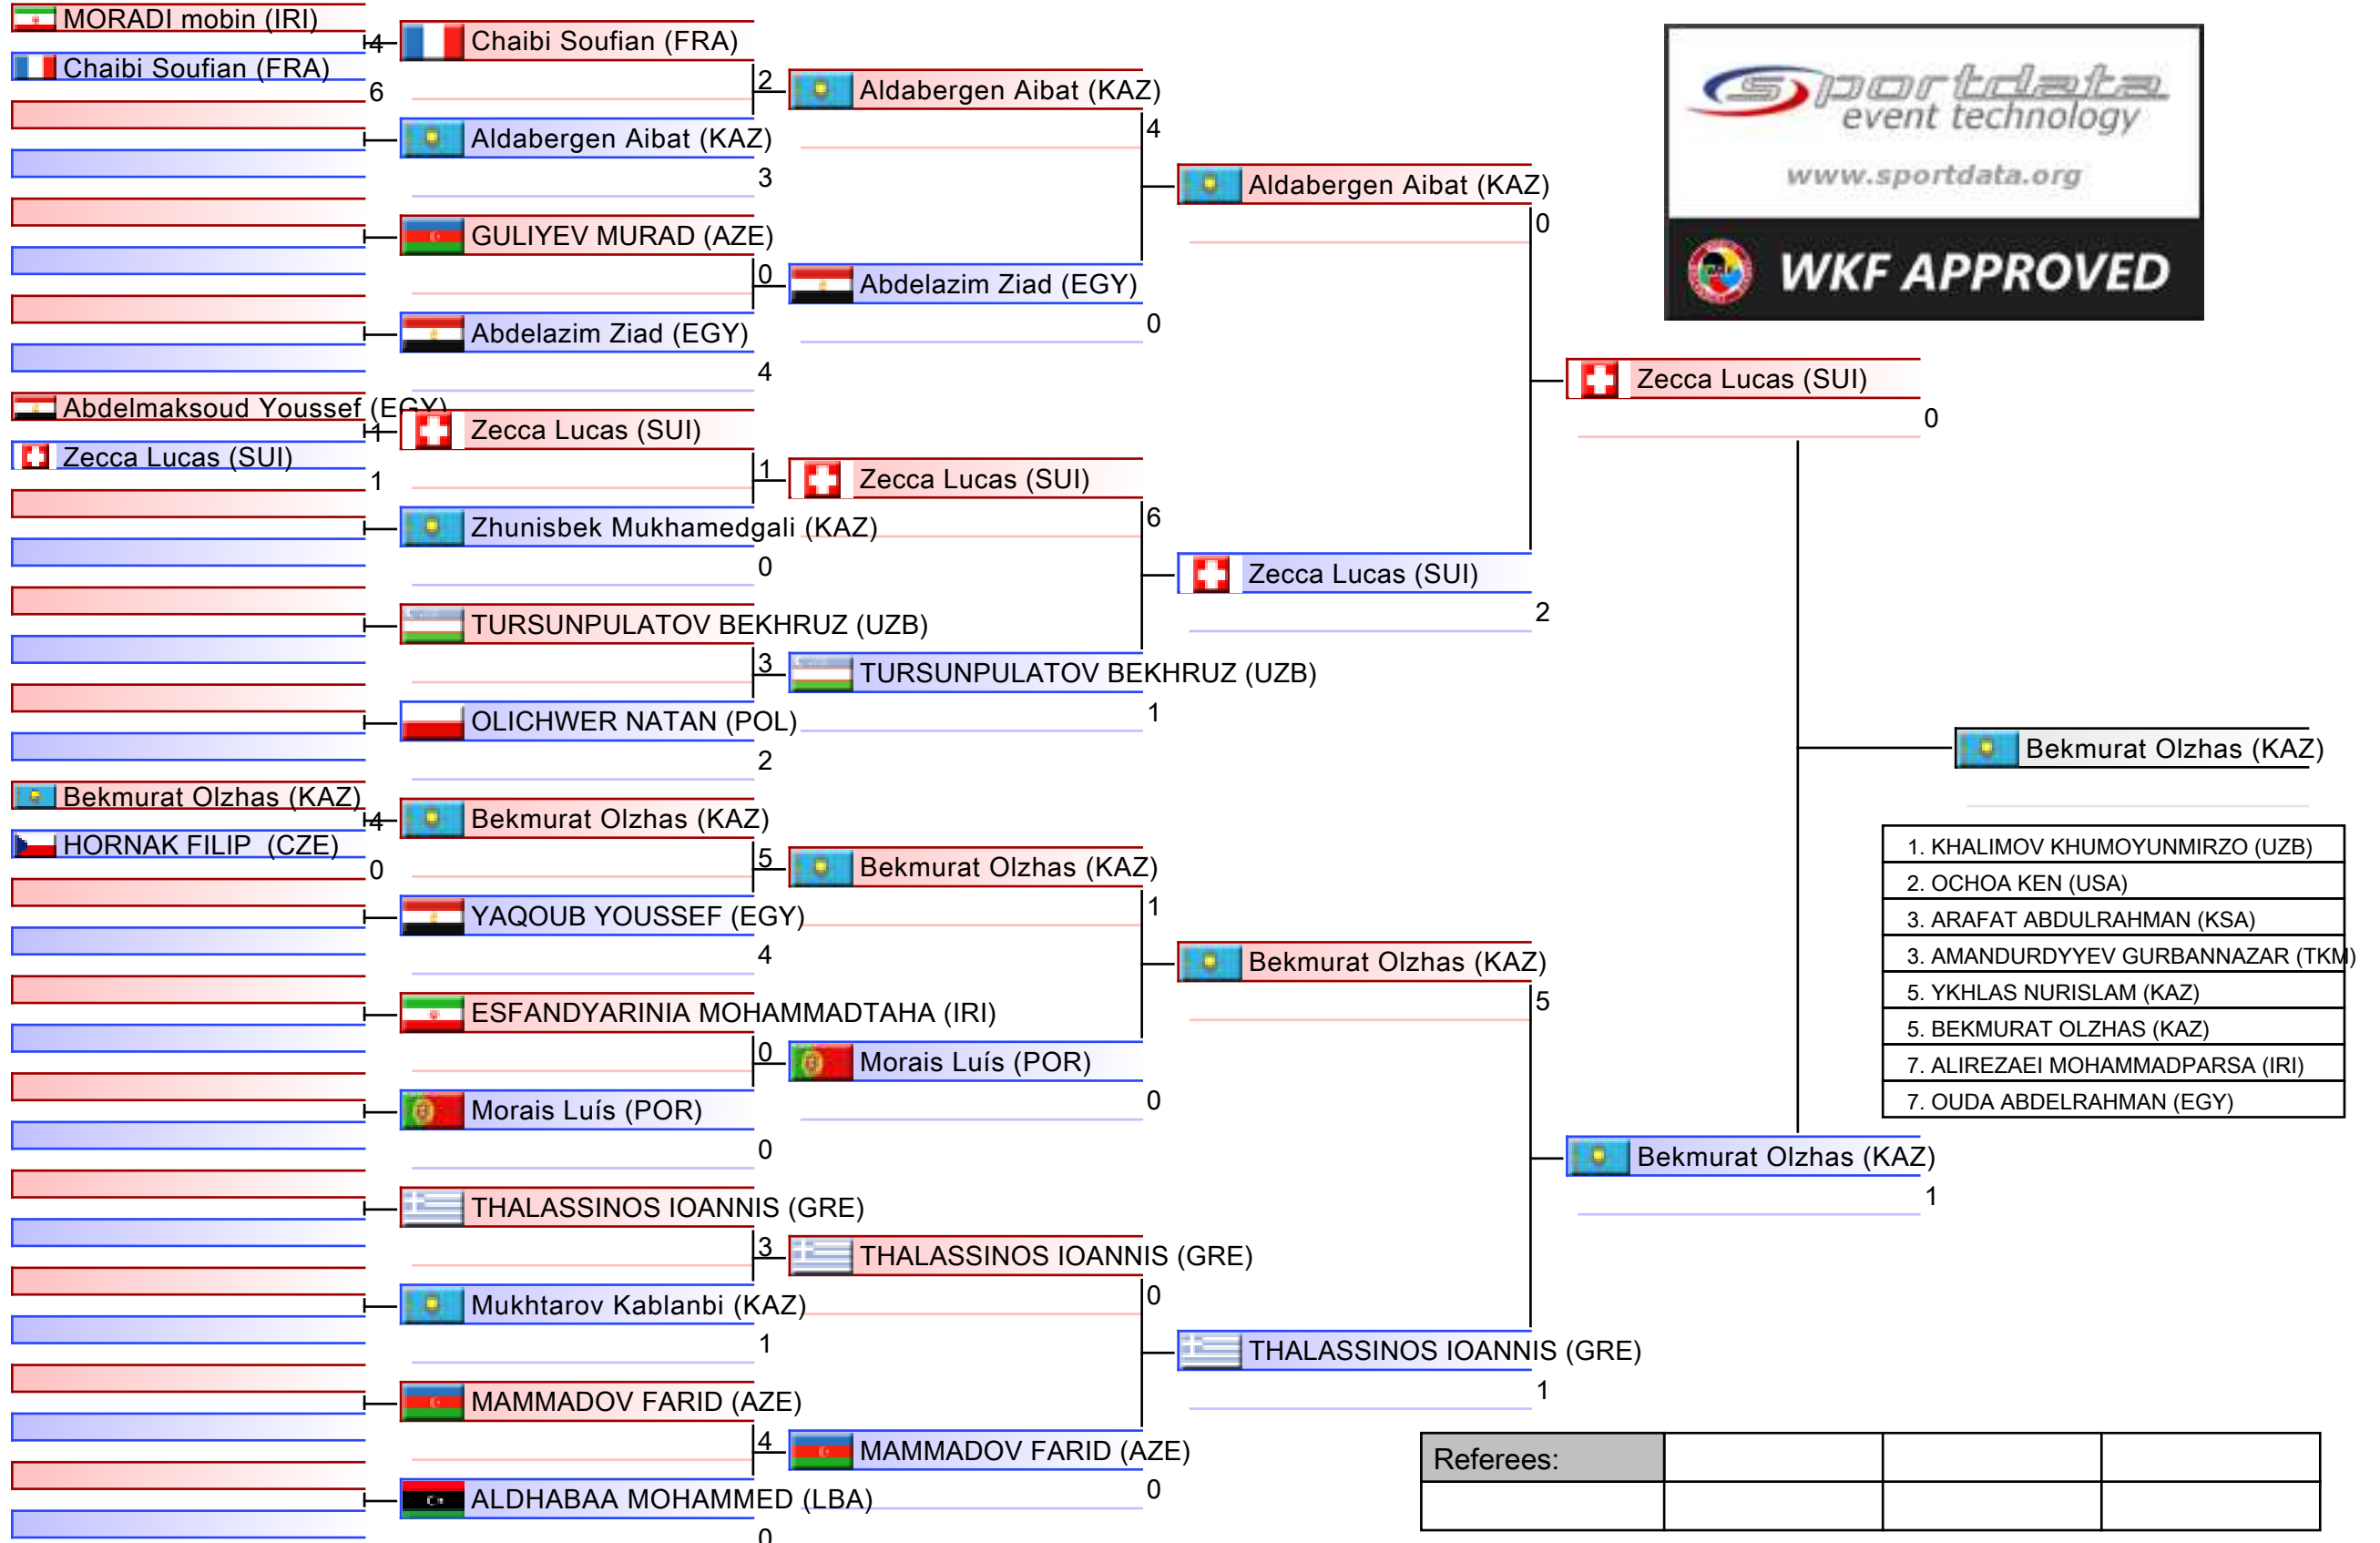 MORADI mobin (IRI)
4
Chaibi Soufian (FRA)
6
Abdelmaksoud Youssef (EGY)
1
Zecca Lucas (SUI)
1
Bekmurat Olzhas (KAZ)
4
HORNAK FILIP (CZE)
0
Chaibi Soufian (FRA)
2
Aldabergen Aibat (KAZ)
3
GULIYEV MURAD (AZE)
0
Abdelazim Ziad (EGY)
4
Zecca Lucas (SUI)
1
Zhunisbek Mukhamedgali (KAZ)
0
TURSUNPULATOV BEKHRUZ (UZB)
3
OLICHWER NATAN (POL)
2
Bekmurat Olzhas (KAZ)
5
YAQOUB YOUSSEF (EGY)
4
ESFANDYARINIA MOHAMMADTAHA (IRI)
0
Morais Luís (POR)
0
THALASSINOS IOANNIS (GRE)
3
Mukhtarov Kablanbi (KAZ)
1
MAMMADOV FARID (AZE)
4
ALDHABAA MOHAMMED (LBA)
0
Aldabergen Aibat (KAZ)
4
Abdelazim Ziad (EGY)
0
Zecca Lucas (SUI)
6
TURSUNPULATOV BEKHRUZ (UZB)
1
Bekmurat Olzhas (KAZ)
1
Morais Luís (POR)
0
THALASSINOS IOANNIS (GRE)
0
MAMMADOV FARID (AZE)
0
Aldabergen Aibat (KAZ)
0
Zecca Lucas (SUI)
2
Bekmurat Olzhas (KAZ)
5
THALASSINOS IOANNIS (GRE)
1
Zecca Lucas (SUI)
0
Bekmurat Olzhas (KAZ)
1
Bekmurat Olzhas (KAZ)
sportdata
event technology
www.sportdata.org
WKF APPROVED
1. KHALIMOV KHUMOYUNMIRZO (UZB)
2. OCHOA KEN (USA)
3. ARAFAT ABDULRAHMAN (KSA)
3. AMANDURDYYEV GURBANNAZAR (TKM)
5. YKHLAS NURISLAM (KAZ)
5. BEKMURAT OLZHAS (KAZ)
7. ALIREZAEI MOHAMMADPARSA (IRI)
7. OUDA ABDELRAHMAN (EGY)
Referees: